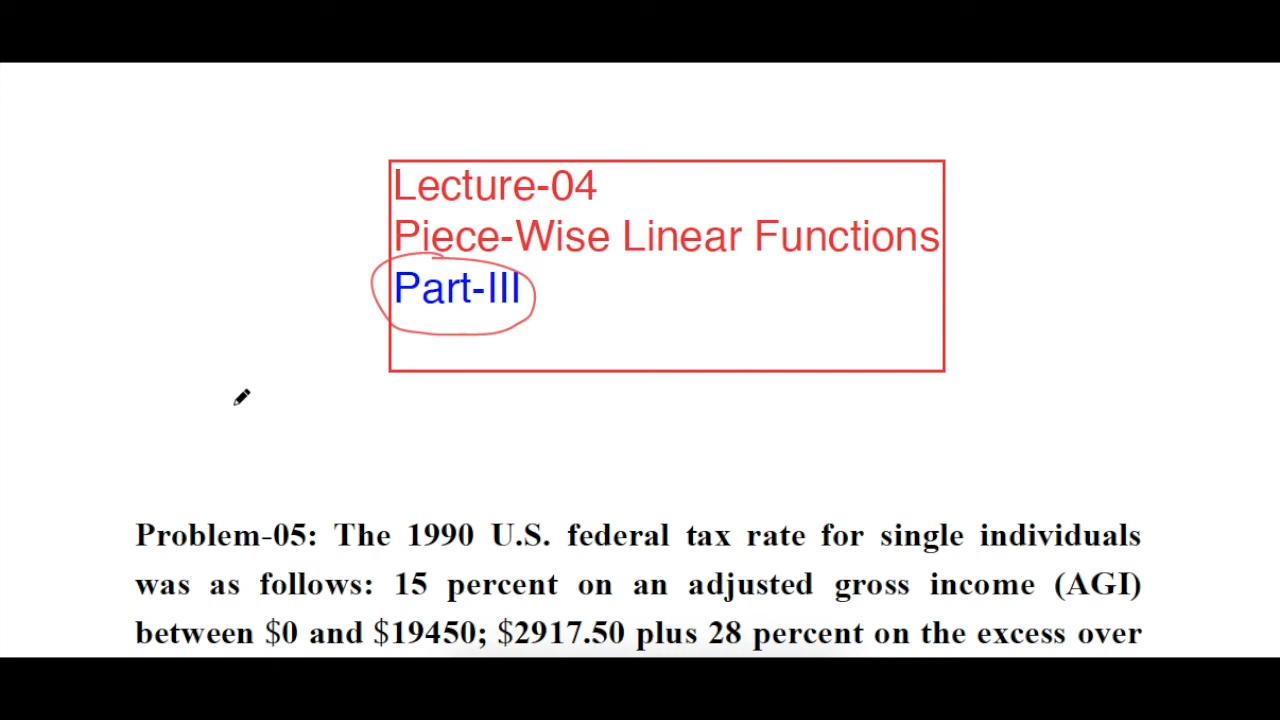 Lecture-04
Piece-Wise Linear Functions
Part-III
Problem-05: The 1990 U.S. federal tax rate for single individuals
was as follows: 15 percent on an adjusted gross income (AGI)
between $0 and $19450; $2917.50 plus 28 percent on the excess over